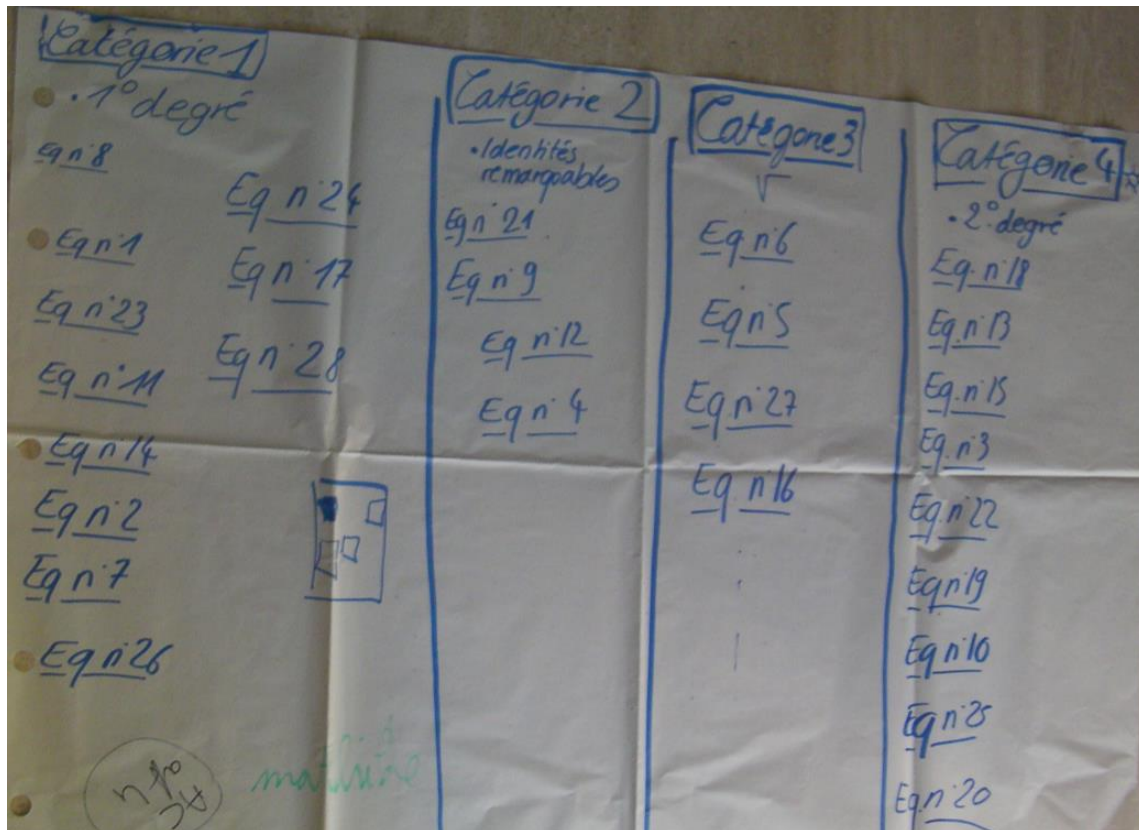 Catégorie 1
• 1° degré
Eq n°8
Eq n°1
Eq n°23
Eq n°11
Eq n°14
Eq n°2
Eq n°7
Eq n°26
Eq n°24
Eq n°17
Eq n°28
Catégorie 2
• Identités
remarquables
Eq n°21
Eq n°9
Eq n°12
Eq n°4
Catégorie 3
√
Eq n°6
Eq n°5
Eq n°27
Eq n°16
Catégorie 4
• 2° degré
Eq. n°18
Eq. n°13
Eq. n°15
Eq. n°3
Eq. n°22
Eq n°19
Eq n°10
Eq n°25
Eq. n°20